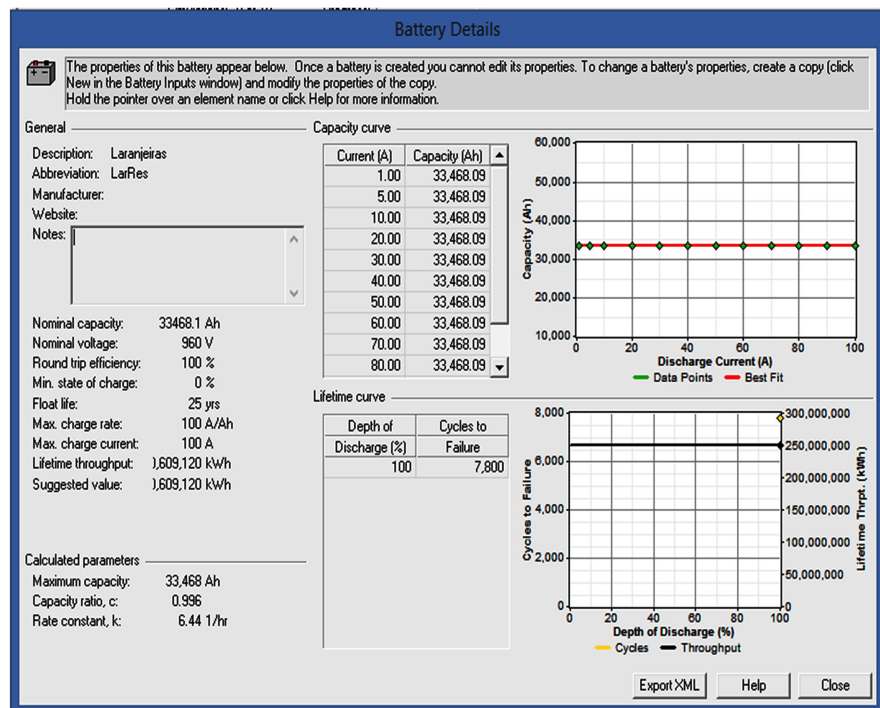 Battery Details
The properties of this battery appear below. Once a battery is created you cannot edit its properties. To change a battery's properties, create a copy (click
New in the Battery Inputs window) and modify the properties of the copy.
Hold the pointer over an element name or click Help for more information.
General
Description: Laranjeiras
Abbreviation: LarRes
Manufacturer:
Website:
Notes:
Nominal capacity: 33468.1 Ah
Nominal voltage: 960 V
Round trip efficiency: 100 %
Min. state of charge: 0 %
Float life: 25 yrs
Max. charge rate: 100 A/Ah
Max. charge current: 100 A
Lifetime throughput: ),609,120 kWh
Suggested value: ),609,120 kWh
Calculated parameters
Maximum capacity: 33,468 Ah
Capacity ratio, c: 0.996
Rate constant, k: 6.44 1/hr
Capacity curve
Current (A) Capacity (Ah)
1.00 33,468.09
5.00 33,468.09
10.00 33,468.09
20.00 33,468.09
30.00 33,468.09
40.00 33,468.09
50.00 33,468.09
60.00 33,468.09
70.00 33,468.09
80.00 33,468.09
Capacity (Ah)
60,000
50,000
40,000
30,000
20,000
10,000
0 20 40 60 80 100
Discharge Current (A)
Data Points Best Fit
Lifetime curve
Depth of Cycles to
Discharge (%) Failure
100 7,800
Cycles to Failure
8,000
6,000
4,000
2,000
0
300,000,000
250,000,000
200,000,000
150,000,000
100,000,000
50,000,000
0
Lifetime Thrpt. (kWh)
0 20 40 60 80 100
Depth of Discharge (%)
Cycles Throughput
Export XML Help Close